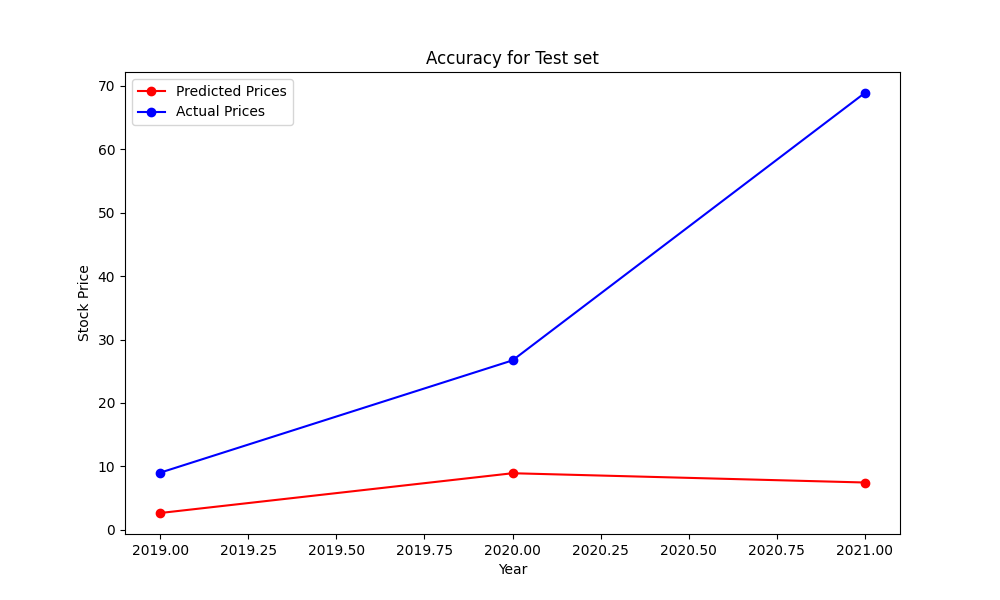 Accuracy for Test set
Predicted Prices
Actual Prices
70
60
50
40
30
20
10
0
Stock Price
2019.00 2019.25 2019.50 2019.75 2020.00 2020.25 2020.50 2020.75 2021.00
Year